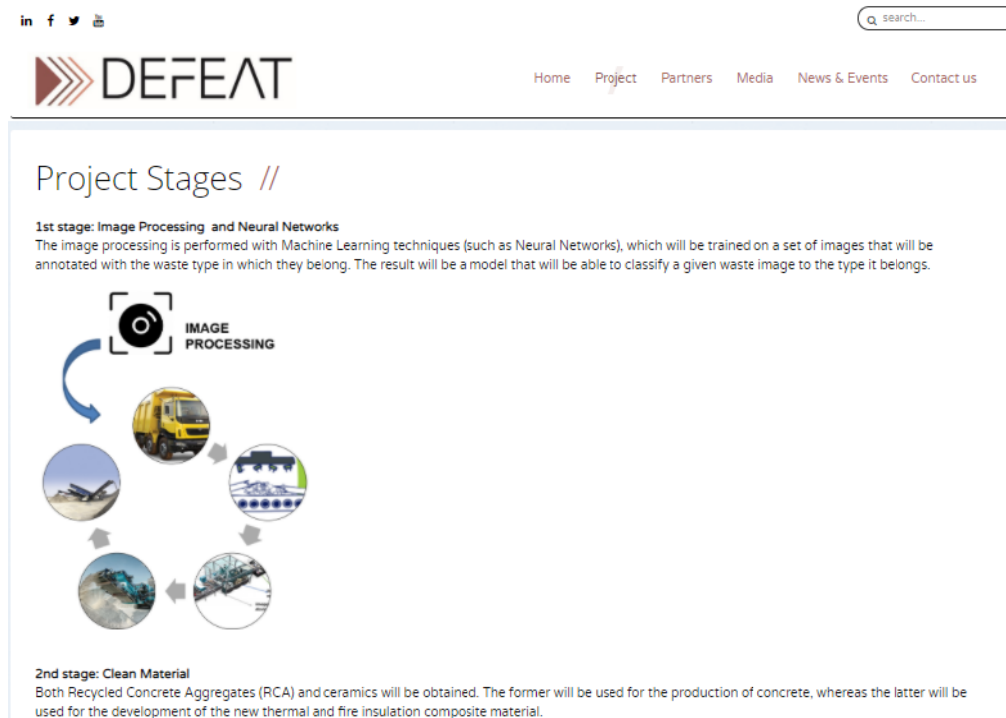 in f
search...
DEFEAT
Home Project Partners Media News & Events Contact us
Project Stages //
1st stage: Image Processing and Neural Networks
The image processing is performed with Machine Learning techniques (such as Neural Networks), which will be trained on a set of images that will be
annotated with the waste type in which they belong. The result will be a model that will be able to classify a given waste image to the type it belongs.
IMAGE
PROCESSING
2nd stage: Clean Material
Both Recycled Concrete Aggregates (RCA) and ceramics will be obtained. The former will be used for the production of concrete, whereas the latter will be
used for the development of the new thermal and fire insulation composite material.